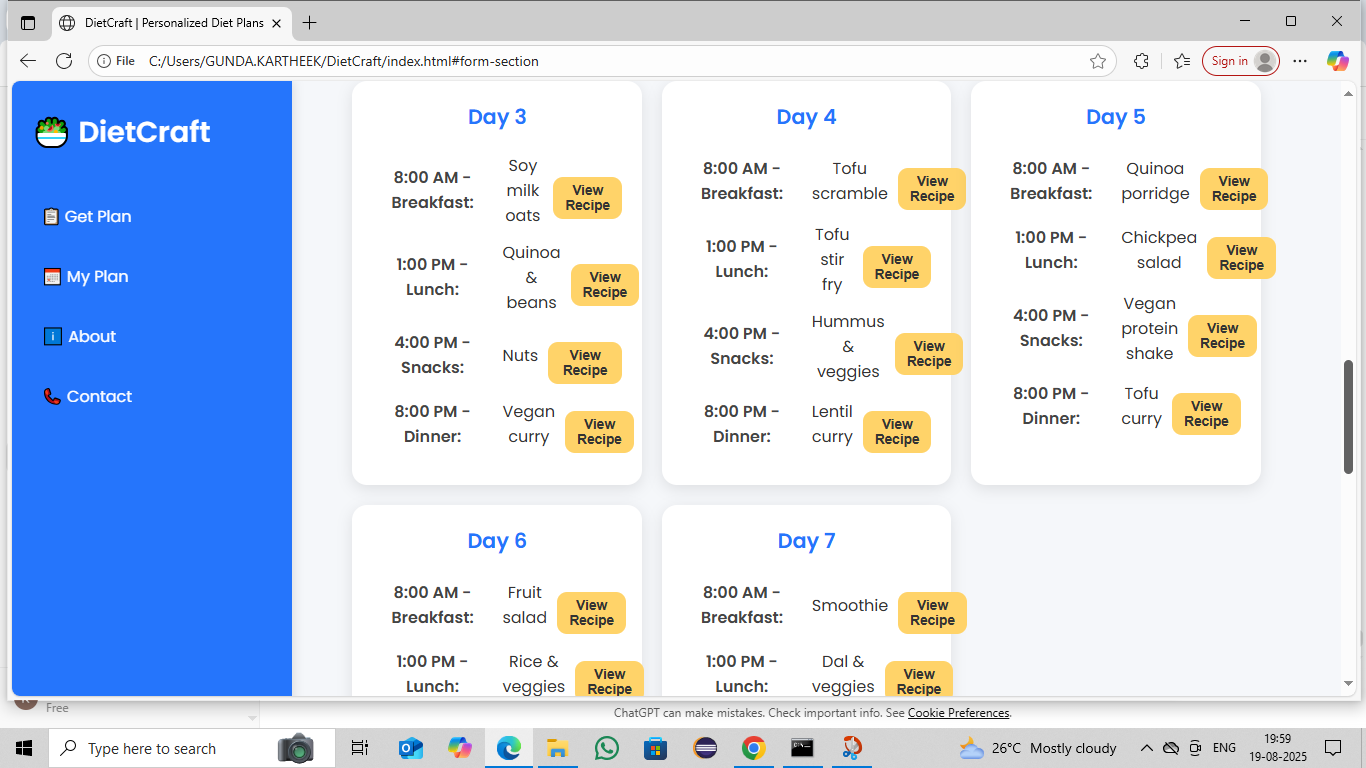 DietCraft | Personalized Diet Plans
File C:/Users/GUNDA.KARTHEEK/DietCraft/index.html#form-section
Sign in
DietCraft
Get Plan
My Plan
About
Contact
Day 3
8:00 AM -
Breakfast:
Soy
milk
oats
View
Recipe
1:00 PM -
Lunch:
Quinoa
&
beans
View
Recipe
4:00 PM -
Snacks:
Nuts
View
Recipe
8:00 PM -
Dinner:
Vegan
curry
View
Recipe
Day 4
8:00 AM -
Breakfast:
Tofu
scramble
View
Recipe
1:00 PM -
Lunch:
Tofu
stir
fry
View
Recipe
4:00 PM -
Snacks:
Hummus
&
veggies
View
Recipe
8:00 PM -
Dinner:
Lentil
curry
View
Recipe
Day 5
8:00 AM -
Breakfast:
Quinoa
porridge
View
Recipe
1:00 PM -
Lunch:
Chickpea
salad
View
Recipe
4:00 PM -
Snacks:
Vegan
protein
shake
View
Recipe
8:00 PM -
Dinner:
Tofu
curry
View
Recipe
Day 6
8:00 AM -
Breakfast:
Fruit
salad
View
Recipe
1:00 PM -
Lunch:
Rice &
veggies
View
Recipe
Day 7
8:00 AM -
Breakfast:
Smoothie
View
Recipe
1:00 PM -
Lunch:
Dal &
veggies
View
Recipe
Free
ChatGPT can make mistakes. Check important info. See Cookie Preferences.
Type here to search
26°C Mostly cloudy
ENG
19:59
19-08-2025